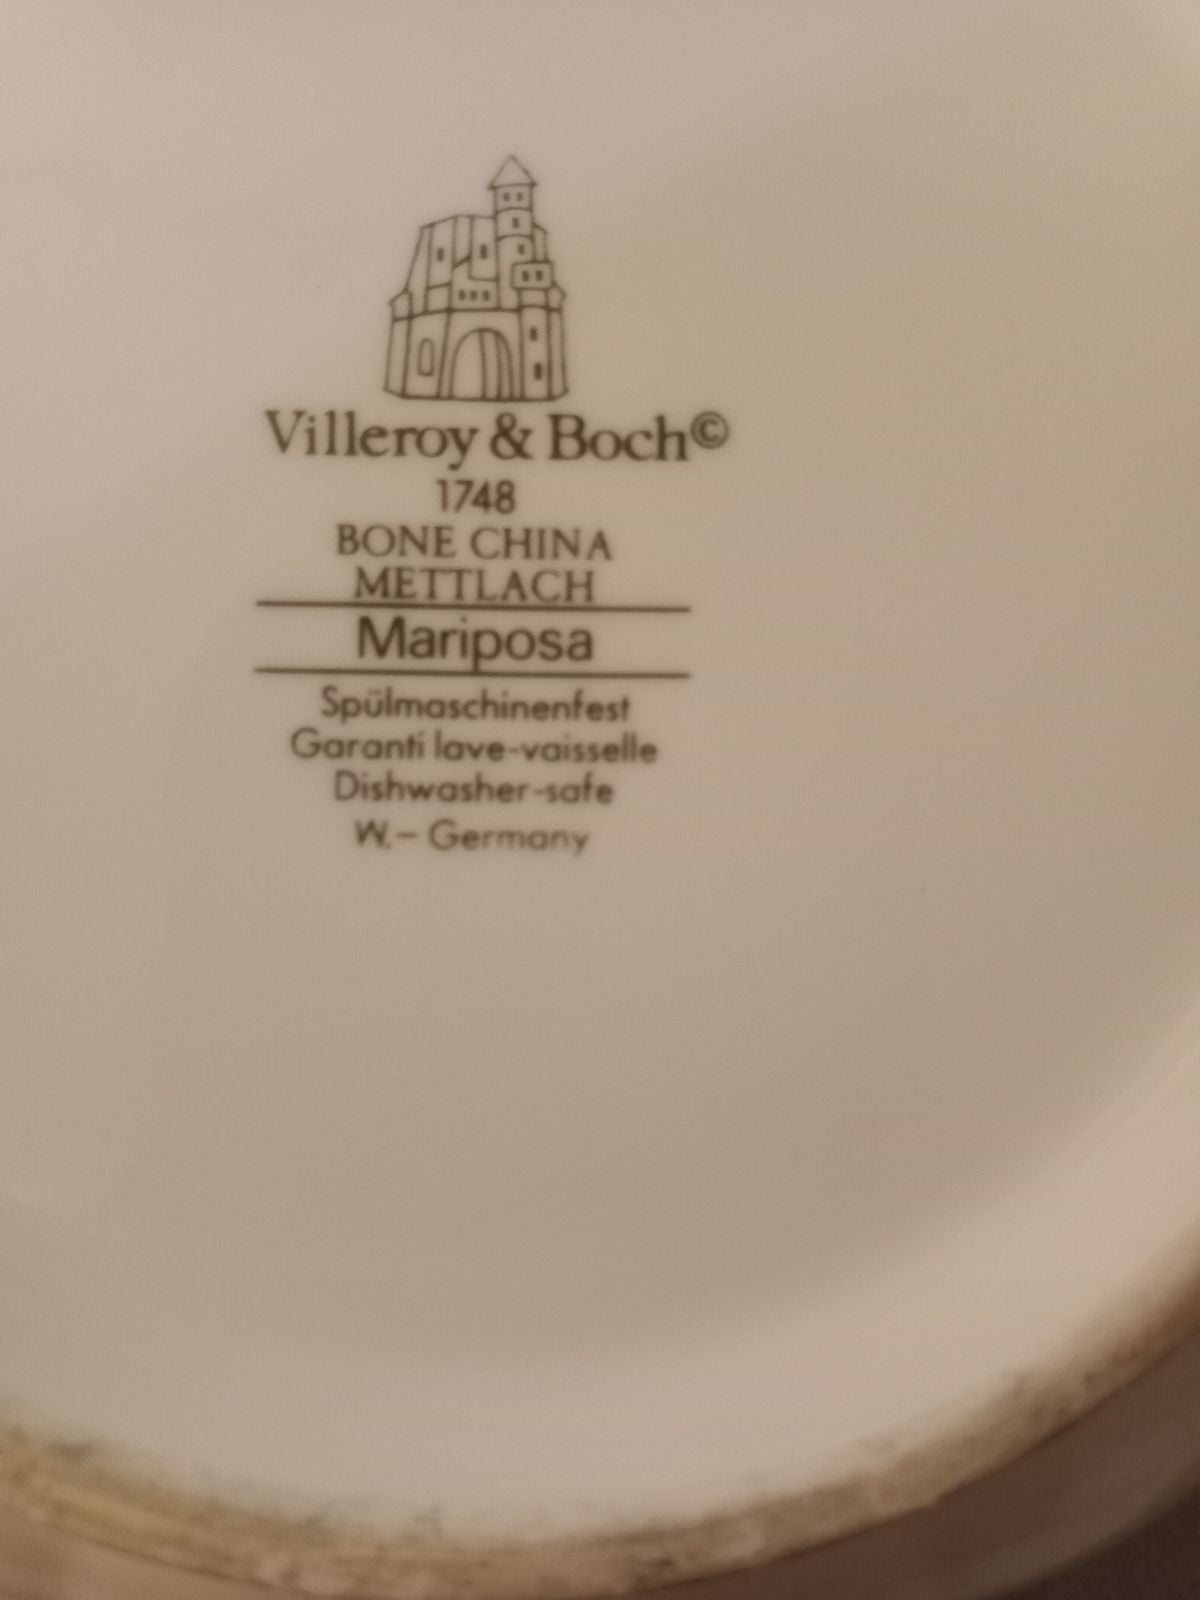 Villeroy & Boch©
1748
BONE CHINA
METTLACH
Mariposa
Spülmaschinenfest
Garanti lave-vaisselle
Dishwasher-safe
W.– Germany